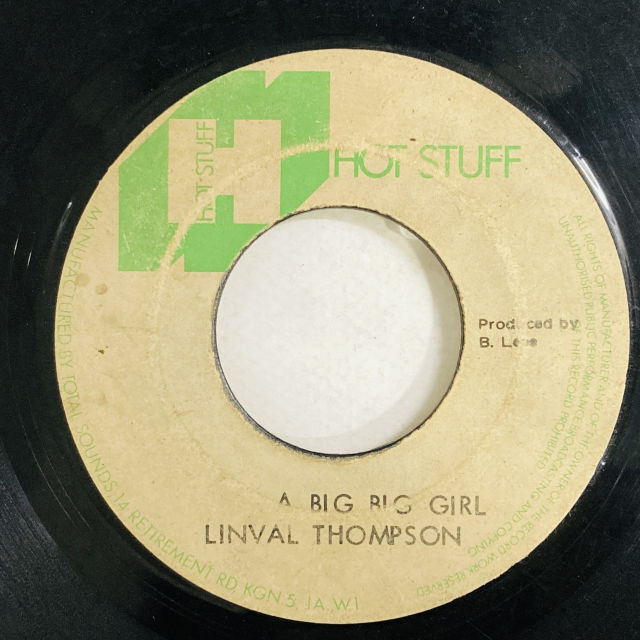 HOT STUFF
H
HOT STUFF
Produced by
B. Lee
A BIG BIG GIRL
LINVAL THOMPSON
MANUFACTURED BY TOTAL SOUNDS 14 RETIREMENT RD KGN 5, JA. W.I
ALL RIGHTS OF MANUFACTURER AND OF THE OWNER OF THE RECORD WORK RESERVED
UNAUTHORISED PUBLIC PERFORMANCE BROADCASTING AND COPYING
OF THE RECORD PROHIBITED